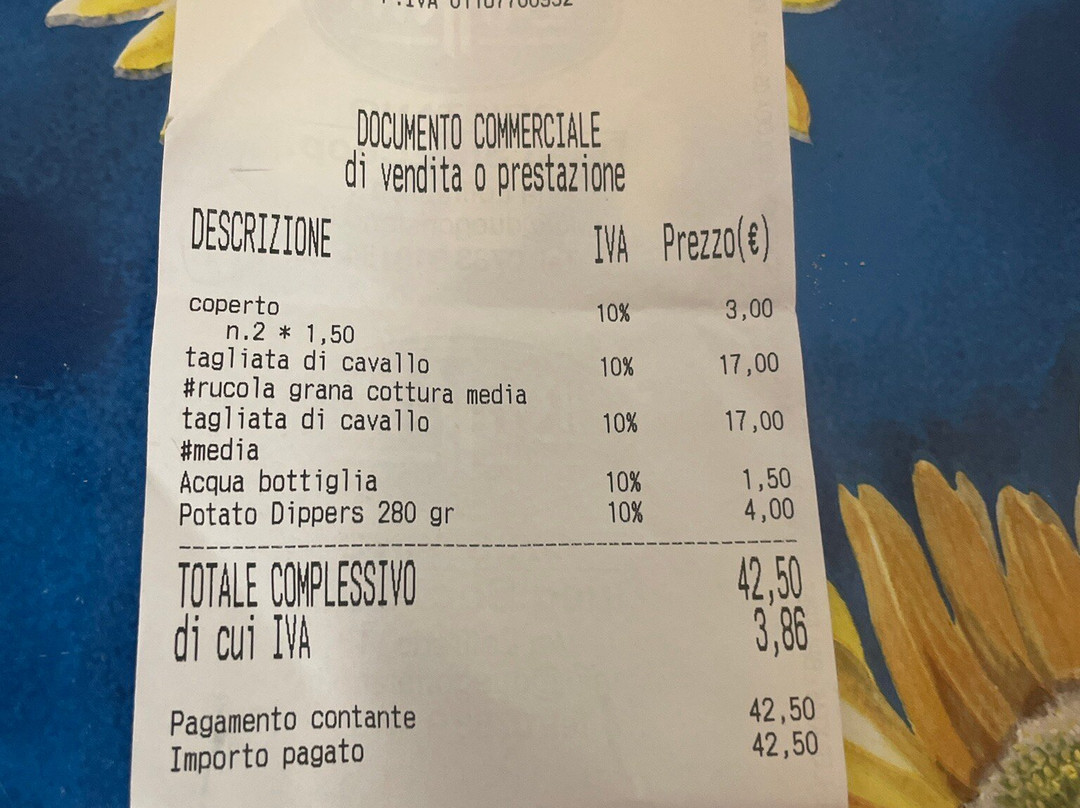 DOCUMENTO COMMERCIALE
di vendita o prestazione
DESCRIZIONE IVA Prezzo(€)
coperto 10% 3,00
n.2 * 1,50
tagliata di cavallo 10% 17,00
#rucola grana cottura media
tagliata di cavallo 10% 17,00
#media
Acqua bottiglia 10% 1,50
Potato Dippers 280 gr 10% 4,00
TOTALE COMPLESSIVO 42,50
di cui IVA 3,86
Pagamento contante 42,50
Importo pagato 42,50